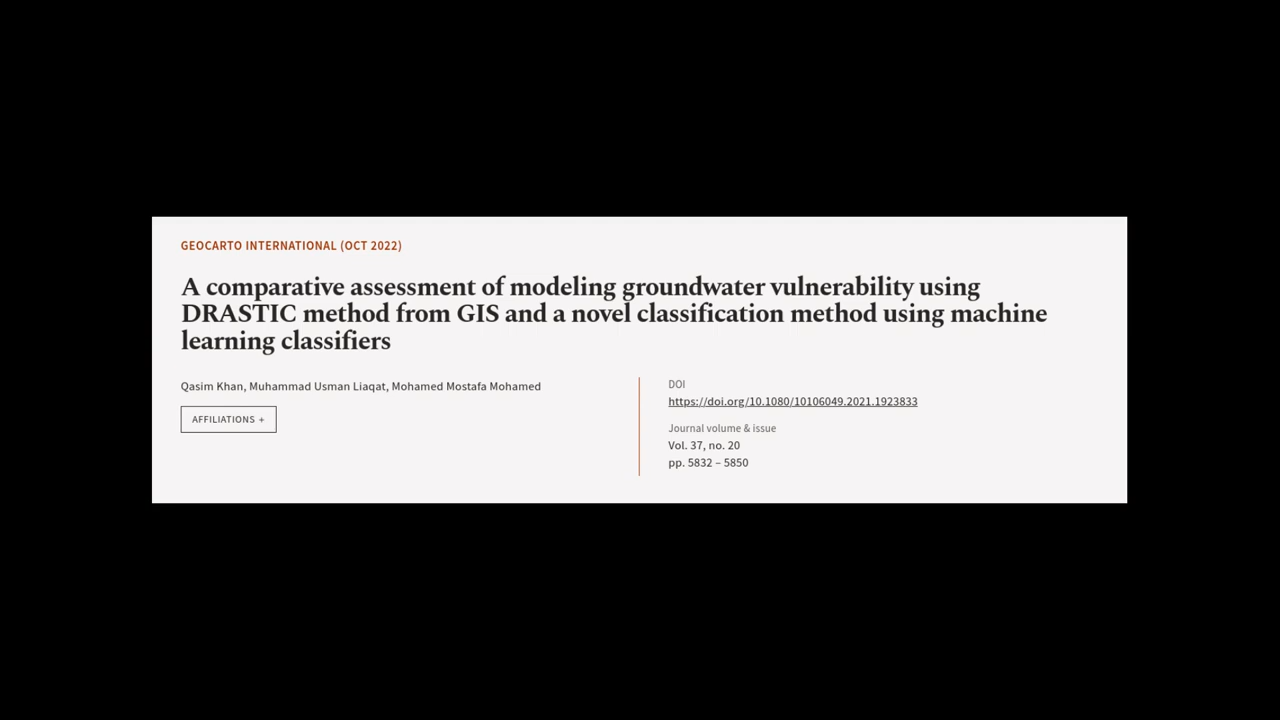 GEOCARTO INTERNATIONAL (OCT 2022)
A comparative assessment of modeling groundwater vulnerability using
DRASTIC method from GIS and a novel classification method using machine
learning classifiers
Qasim Khan, Muhammad Usman Liaqat, Mohamed Mostafa Mohamed
AFFILIATIONS +
DOI
https://doi.org/10.1080/10106049.2021.1923833
Journal volume & issue
Vol. 37, no. 20
pp. 5832 – 5850